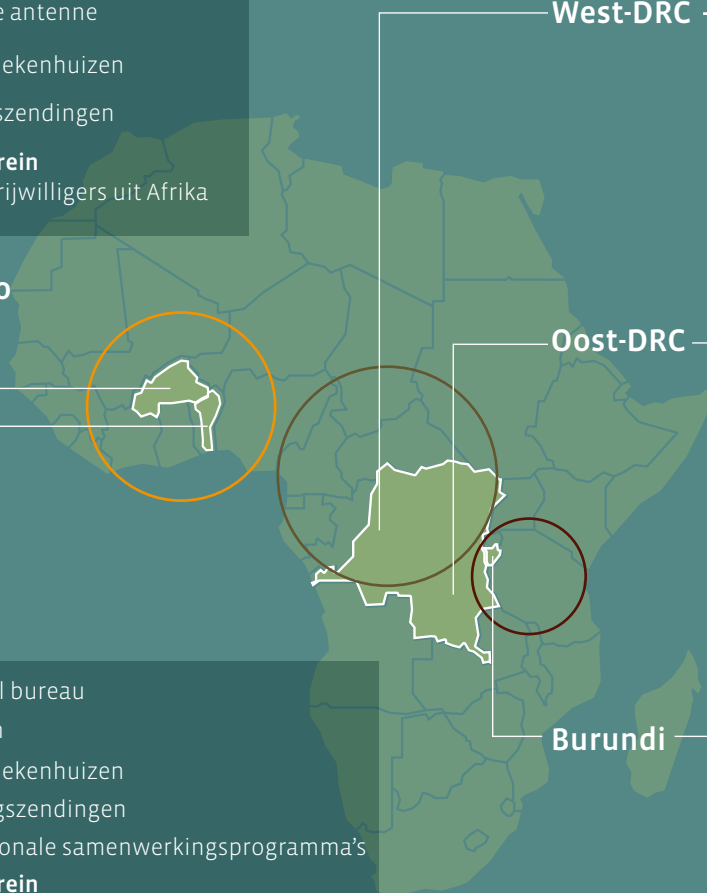 e antenne
ekenhuizen
szendingen
rein
rijwilligers uit Afrika
o
West-DRC
Oost-DRC
Burundi
l bureau
n
ekenhuizen
gszendingen
onale samenwerkingsprogramma's
rein